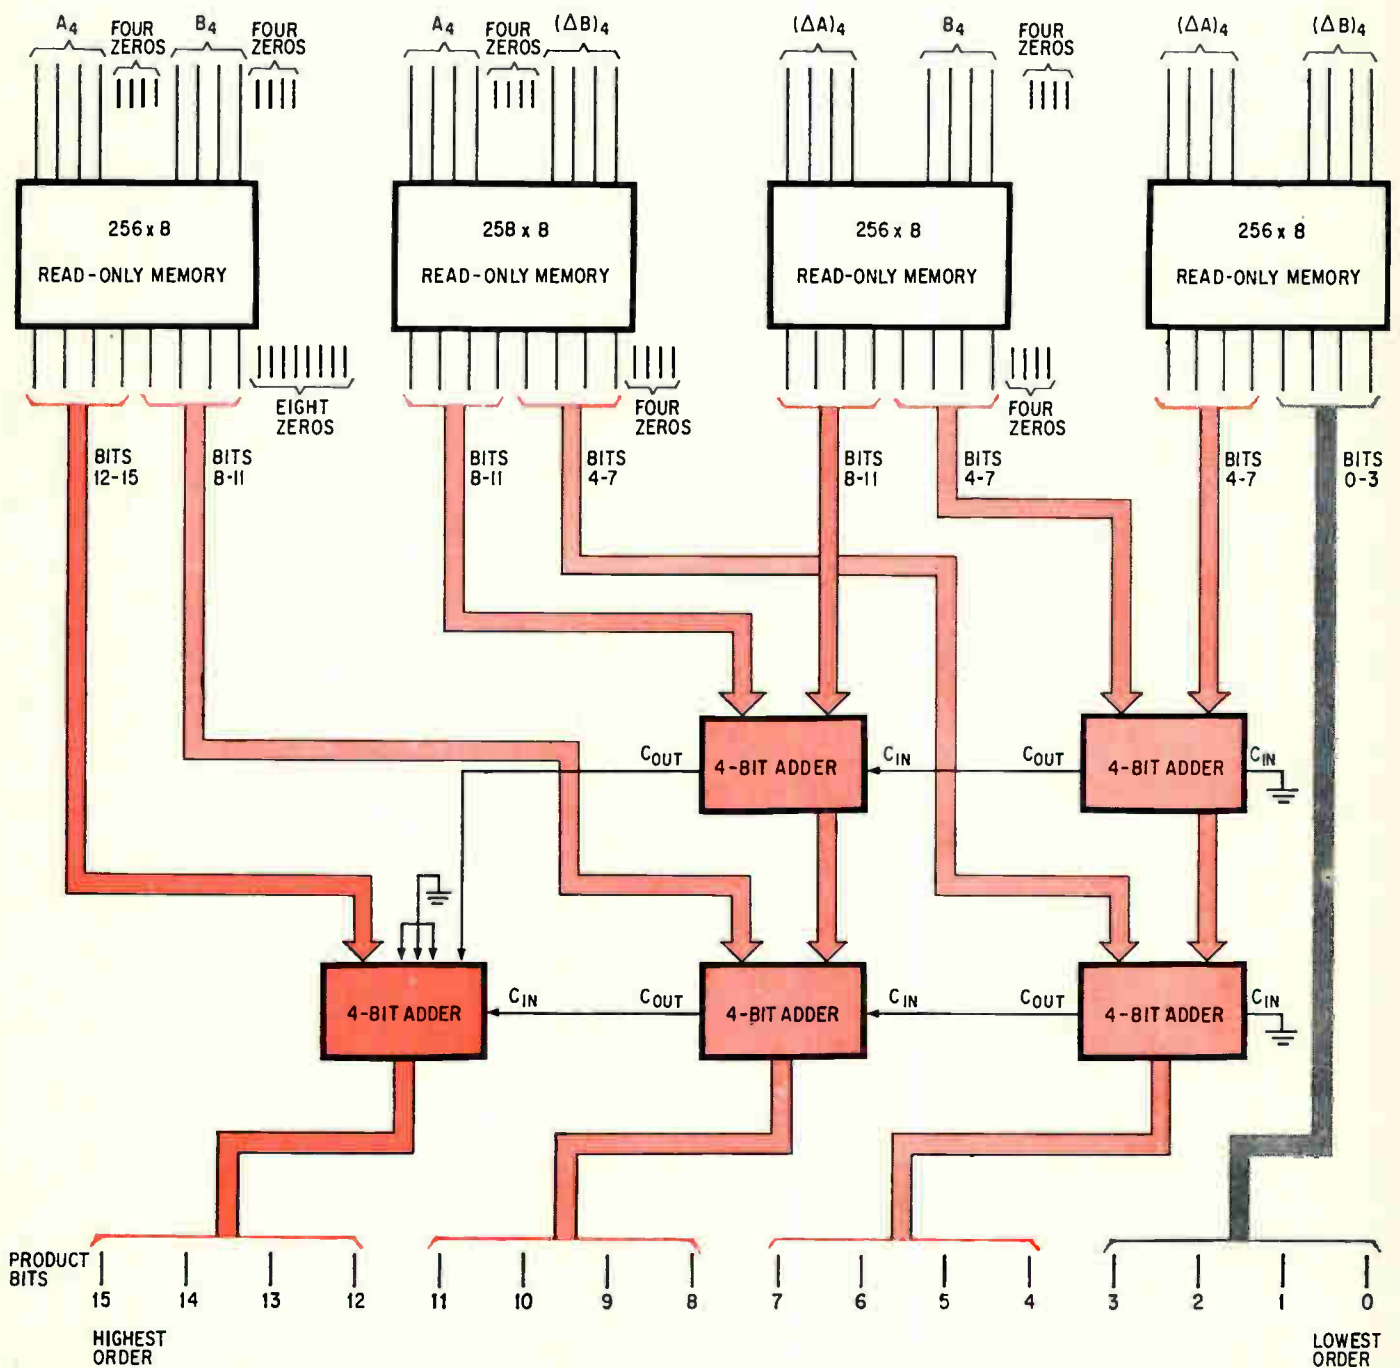 A4 FOUR ZEROS B4 FOUR ZEROS A4 FOUR ZEROS (ΔB)4 (ΔA)4 B4 FOUR ZEROS (ΔA)4 (ΔB)4
256 x 8
READ-ONLY MEMORY
258 x 8
READ-ONLY MEMORY
256 x 8
READ-ONLY MEMORY
256 x 8
READ-ONLY MEMORY
EIGHT
ZEROS
FOUR
ZEROS
FOUR
ZEROS
BITS
12-15
BITS
8-11
BITS
8-11
BITS
4-7
BITS
8-11
BITS
4-7
BITS
4-7
BITS
0-3
COUT 4-BIT ADDER CIN COUT 4-BIT ADDER CIN
4-BIT ADDER CIN COUT 4-BIT ADDER CIN COUT 4-BIT ADDER CIN
PRODUCT
BITS
15 14 13 12 11 10 9 8 7 6 5 4 3 2 1 0
HIGHEST
ORDER
LOWEST
ORDER